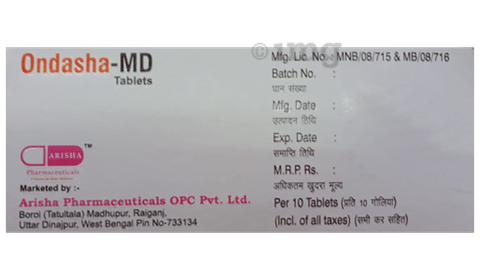 Ondasha-MD
Tablets
ARISHA TM
Pharmaceuticals
Marketed by :-
Arisha Pharmaceuticals OPC Pvt. Ltd.
Boroi (Tatultala) Madhupur, Raiganj,
Uttar Dinajpur, West Bengal Pin No-733134
Mfg. Lic. No. MNB/08/715 & MB/08/716
Batch No. :
घान संख्या
Mfg. Date :
उत्पादन तिथि
Exp. Date :
समाप्ति तिथि
M.R.P. Rs. :
अधिकतम खुदरा मूल्य
Per 10 Tablets (प्रति 10 गोलियां)
(Incl. of all taxes) (सभी कर सहित)
1mg